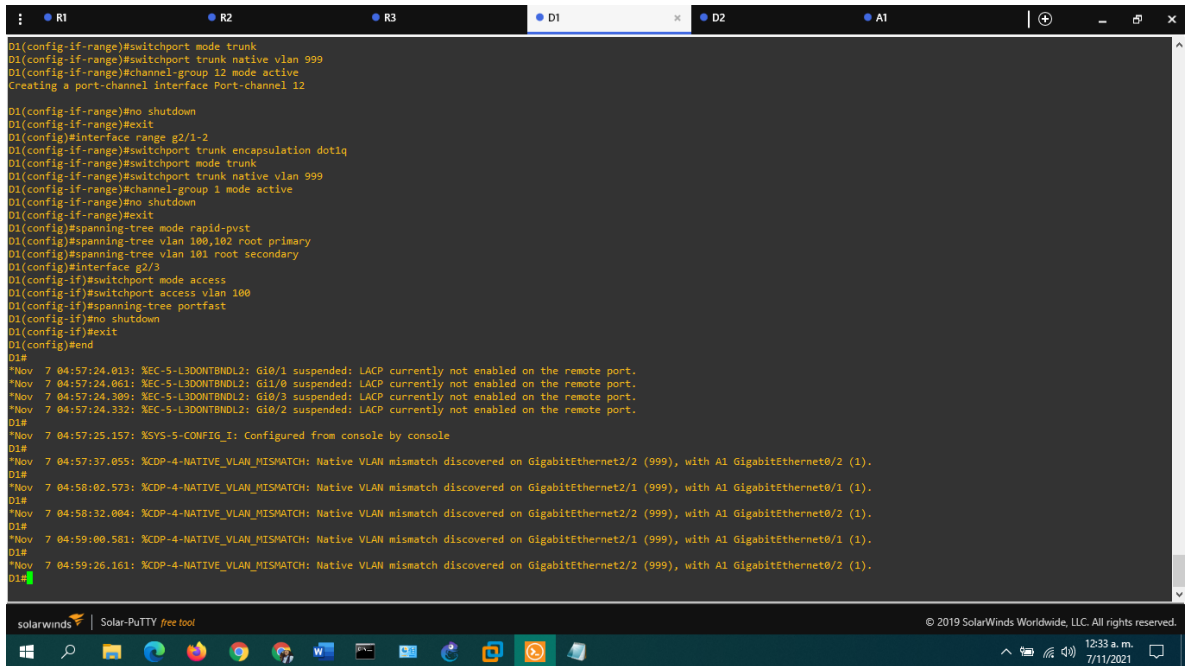 R1 R2 R3 D1 × D2 A1
D1(config-if-range)#switchport mode trunk
D1(config-if-range)#switchport trunk native vlan 999
D1(config-if-range)#channel-group 12 mode active
Creating a port-channel interface Port-channel 12
D1(config-if-range)#no shutdown
D1(config-if-range)#exit
D1(config)#interface range g2/1-2
D1(config-if-range)#switchport trunk encapsulation dot1q
D1(config-if-range)#switchport mode trunk
D1(config-if-range)#switchport trunk native vlan 999
D1(config-if-range)#channel-group 1 mode active
D1(config-if-range)#no shutdown
D1(config-if-range)#exit
D1(config)#spanning-tree mode rapid-pvst
D1(config)#spanning-tree vlan 100,102 root primary
D1(config)#spanning-tree vlan 101 root secondary
D1(config)#interface g2/3
D1(config-if)#switchport mode access
D1(config-if)#switchport access vlan 100
D1(config-if)#spanning-tree portfast
D1(config-if)#no shutdown
D1(config-if)#exit
D1(config)#end
D1#
*Nov  7 04:57:24.013: %EC-5-L3DONTBNDL2: Gi0/1 suspended: LACP currently not enabled on the remote port.
*Nov  7 04:57:24.061: %EC-5-L3DONTBNDL2: Gi1/0 suspended: LACP currently not enabled on the remote port.
*Nov  7 04:57:24.309: %EC-5-L3DONTBNDL2: Gi0/3 suspended: LACP currently not enabled on the remote port.
*Nov  7 04:57:24.332: %EC-5-L3DONTBNDL2: Gi0/2 suspended: LACP currently not enabled on the remote port.
D1#
*Nov  7 04:57:25.157: %SYS-5-CONFIG_I: Configured from console by console
D1#
*Nov  7 04:57:37.055: %CDP-4-NATIVE_VLAN_MISMATCH: Native VLAN mismatch discovered on GigabitEthernet2/2 (999), with A1 GigabitEthernet0/2 (1).
D1#
*Nov  7 04:58:02.573: %CDP-4-NATIVE_VLAN_MISMATCH: Native VLAN mismatch discovered on GigabitEthernet2/1 (999), with A1 GigabitEthernet0/1 (1).
D1#
*Nov  7 04:58:32.004: %CDP-4-NATIVE_VLAN_MISMATCH: Native VLAN mismatch discovered on GigabitEthernet2/2 (999), with A1 GigabitEthernet0/2 (1).
D1#
*Nov  7 04:59:00.581: %CDP-4-NATIVE_VLAN_MISMATCH: Native VLAN mismatch discovered on GigabitEthernet2/1 (999), with A1 GigabitEthernet0/1 (1).
D1#
*Nov  7 04:59:26.161: %CDP-4-NATIVE_VLAN_MISMATCH: Native VLAN mismatch discovered on GigabitEthernet2/2 (999), with A1 GigabitEthernet0/2 (1).
D1#
solarwinds | Solar-PuTTY free tool © 2019 SolarWinds Worldwide, LLC. All rights reserved.
12:33 a. m.
7/11/2021